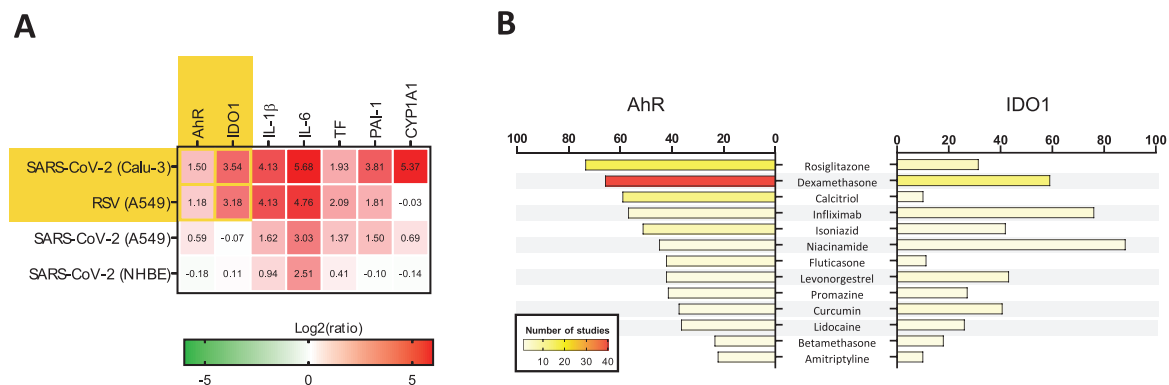 A
AhR IDO1 IL-1β IL-6 TF PAI-1 CYP1A1
SARS-CoV-2 (Calu-3) 1.50 3.54 4.13 5.68 1.93 3.81 5.37
RSV (A549) 1.18 3.18 4.13 4.76 2.09 1.81 -0.03
SARS-CoV-2 (A549) 0.59 -0.07 1.62 3.03 1.37 1.50 0.69
SARS-CoV-2 (NHBE) -0.18 0.11 0.94 2.51 0.41 -0.10 -0.14
Log2(ratio)
-5 0 5
B
AhR IDO1
100 80 60 40 20 0 0 20 40 60 80 100
Rosiglitazone
Dexamethasone
Calcitriol
Infliximab
Isoniazid
Niacinamide
Fluticasone
Levonorgestrel
Promazine
Curcumin
Lidocaine
Betamethasone
Amitriptyline
Number of studies
10 20 30 40